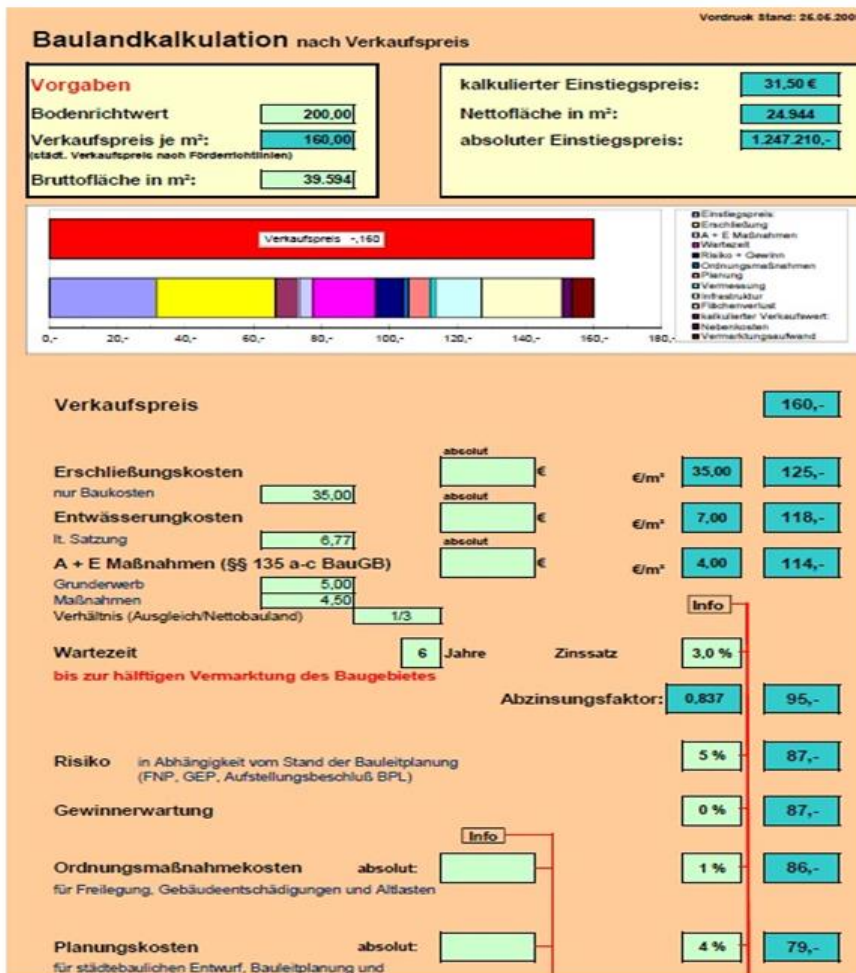 Vordruck Stand: 26.06.200
Baulandkalkulation nach Verkaufspreis
Vorgaben
Bodenrichtwert 200,00
Verkaufspreis je m²: 160,00
(städt. Verkaufspreis nach Förderrichtlinien)
Bruttofläche in m²: 39.594
kalkulierter Einstiegspreis: 31,50 €
Nettofläche in m²: 24.944
absoluter Einstiegspreis: 1.247.210,-
Verkaufspreis -,160
0,- 20,- 40,- 60,- 80,- 100,- 120,- 140,- 160,- 180,-
Einstiegspreis:
Erschließung
A + E Maßnahmen
Wartezeit
Risiko + Gewinn
Ordnungsmaßnahmen
Planung
Vermessung
Infrastruktur
Flächenverlust
kalkulierter Verkaufswert:
Nebenkosten
Vermarktungsaufwand
Verkaufspreis 160,-
absolut
Erschließungskosten € €/m² 35,00 125,-
nur Baukosten 35,00
absolut
Entwässerungkosten € €/m² 7,00 118,-
lt. Satzung 6,77
absolut
A + E Maßnahmen (§§ 135 a-c BauGB) € €/m² 4,00 114,-
Grunderwerb 5,00
Maßnahmen 4,50
Verhältnis (Ausgleich/Nettobauland) 1/3
Info
Wartezeit 6 Jahre Zinssatz 3,0 %
bis zur hälftigen Vermarktung des Baugebietes
Abzinsungsfaktor: 0,837 95,-
Risiko in Abhängigkeit vom Stand der Bauleitplanung 5 % 87,-
(FNP, GEP, Aufstellungsbeschluß BPL)
Gewinnerwartung 0 % 87,-
Info
Ordnungsmaßnahmekosten absolut: 1 % 86,-
für Freilegung, Gebäudeentschädigungen und Altlasten
Planungskosten absolut: 4 % 79,-
für städtebaulichen Entwurf, Bauleitplanung und